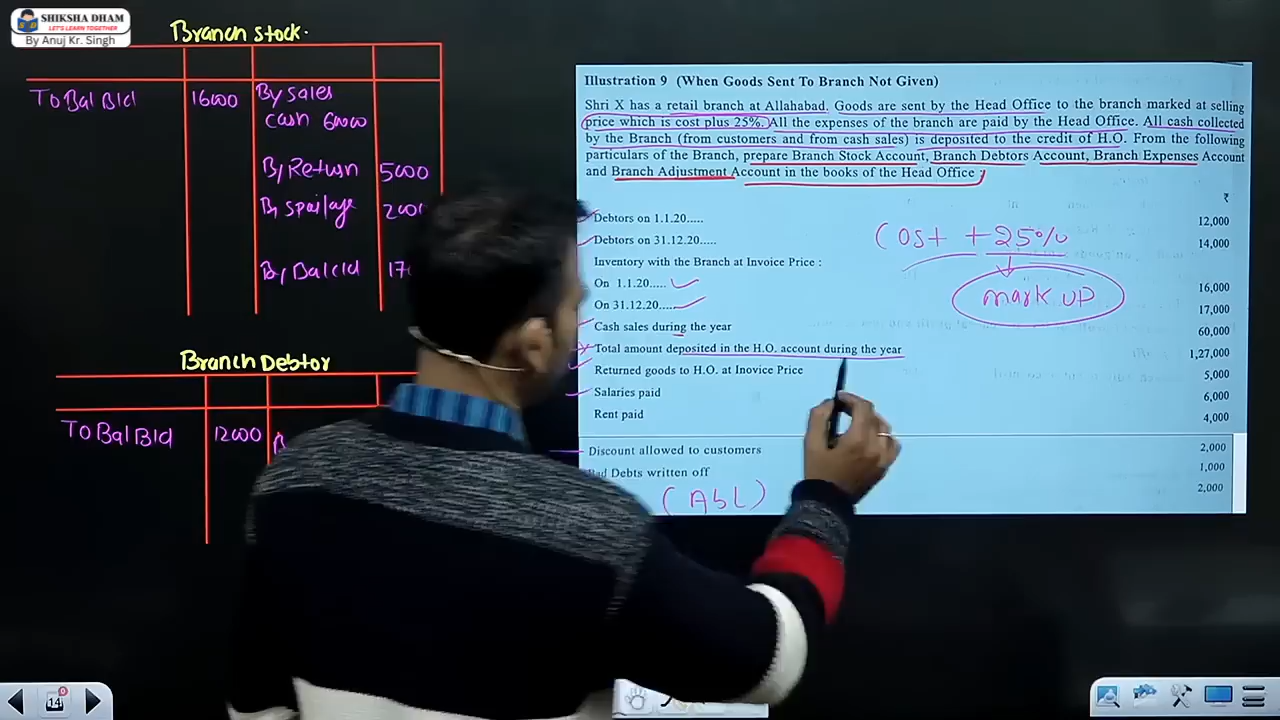 SHIKSHA DHAM
LET'S LEARN TOGETHER
By Anuj Kr. Singh
Branch stock.
To Bal B/d 16000 By sales
cash 60000
By Return 5000
By Spoilage 2000
By Bal c/d
Branch Debtor
To Bal B/d 12000
Illustration 9 (When Goods Sent To Branch Not Given)
Shri X has a retail branch at Allahabad. Goods are sent by the Head Office to the branch marked at selling
price which is cost plus 25%. All the expenses of the branch are paid by the Head Office. All cash collected
by the Branch (from customers and from cash sales) is deposited to the credit of H.O. From the following
particulars of the Branch, prepare Branch Stock Account, Branch Debtors Account, Branch Expenses Account
and Branch Adjustment Account in the books of the Head Office :
₹
Debtors on 1.1.20..... 12,000
Debtors on 31.12.20..... 14,000
Inventory with the Branch at Invoice Price :
On 1.1.20..... 16,000
On 31.12.20..... 17,000
Cash sales during the year 60,000
Total amount deposited in the H.O. account during the year 1,27,000
Returned goods to H.O. at Inovice Price 5,000
Salaries paid 6,000
Rent paid 4,000
Discount allowed to customers 2,000
Bad Debts written off 1,000
2,000
Cost + 25%
mark up
(AbL)
14